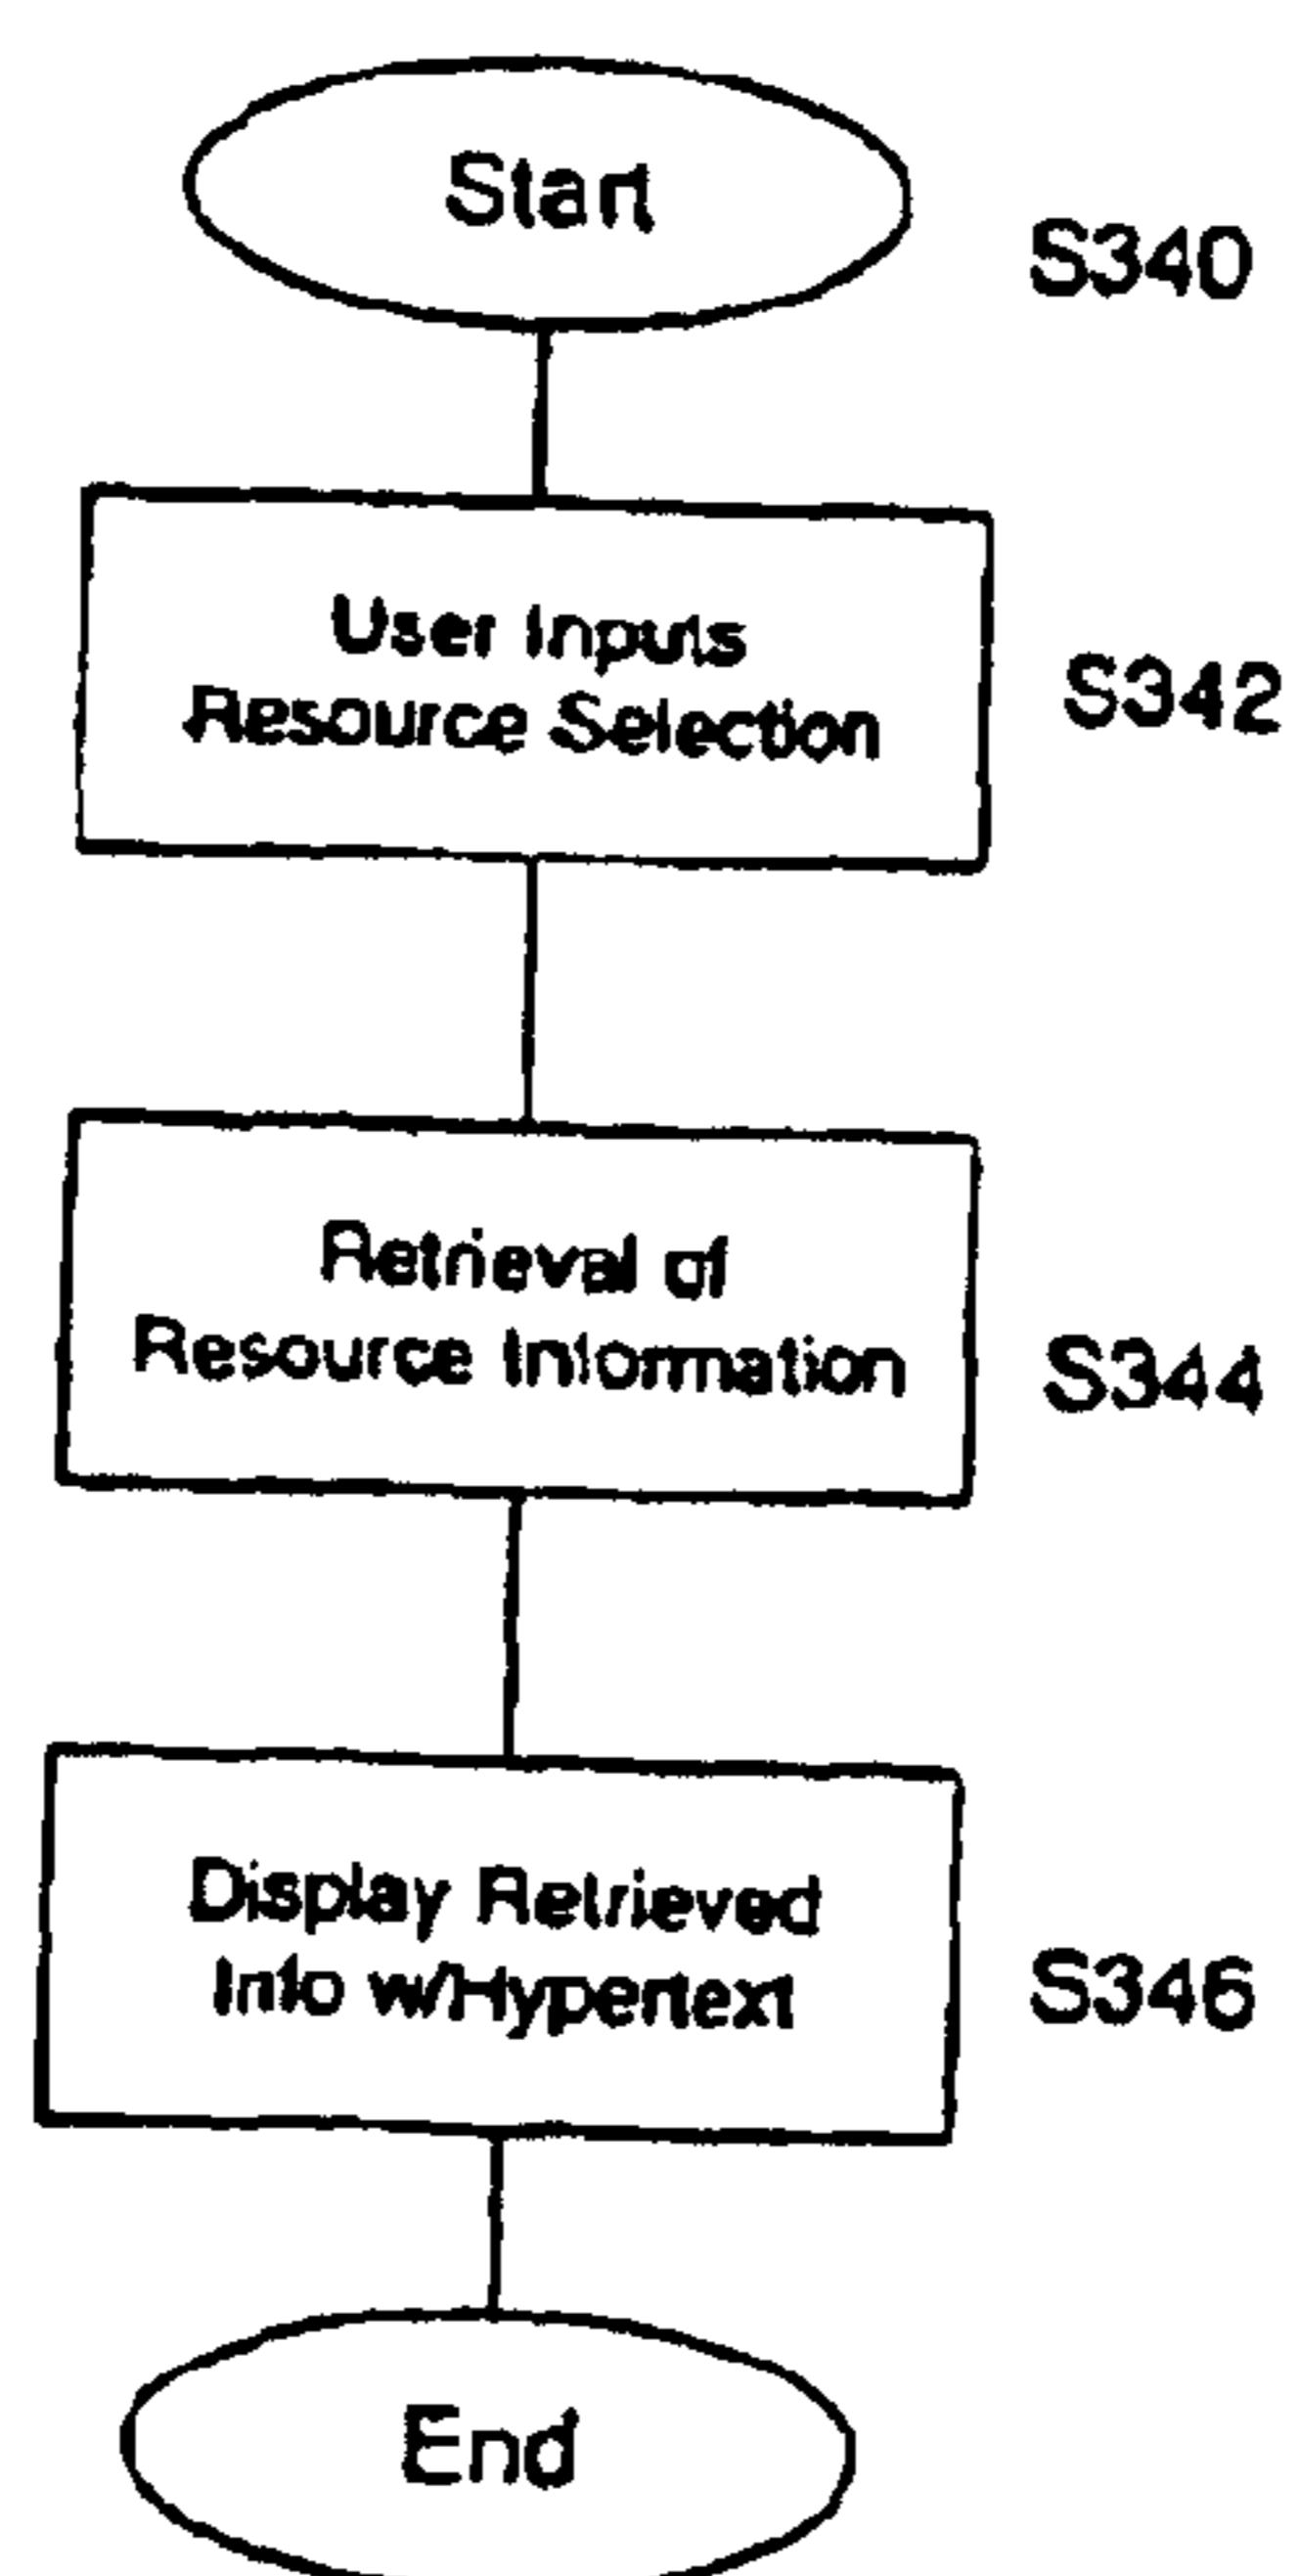 Start
S340
User Inputs
Resource Selection
S342
Retrieval of
Resource Information
S344
Display Retrieved
Info w/Hypertext
S346
End